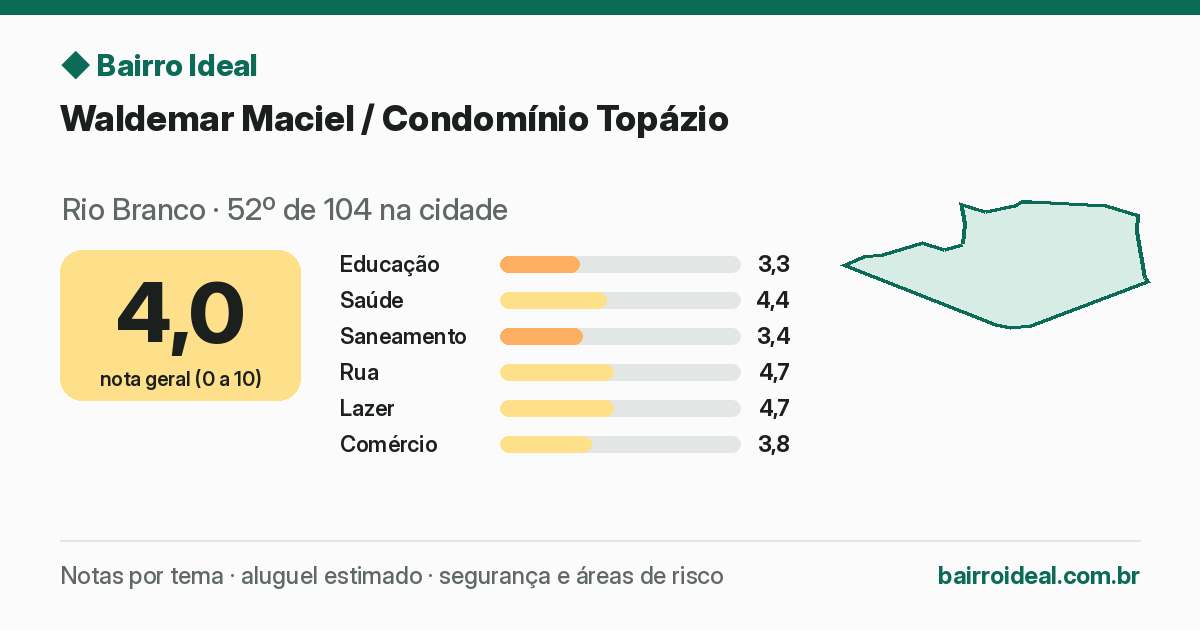 Bairro Ideal
Waldemar Maciel / Condomínio Topázio
Rio Branco · 52º de 104 na cidade
4,0
nota geral (0 a 10)
Educação 3,3
Saúde 4,4
Saneamento 3,4
Rua 4,7
Lazer 4,7
Comércio 3,8
Notas por tema · aluguel estimado · segurança e áreas de risco
bairroideal.com.br